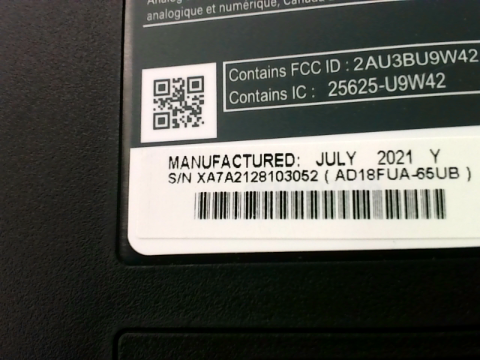 analogique et numérique, Canad
Contains FCC ID : 2AU3BU9W42
Contains IC : 25625-U9W42
MANUFACTURED: JULY 2021 Y
S/N XA7A2128103052 ( AD18FUA-65UB )